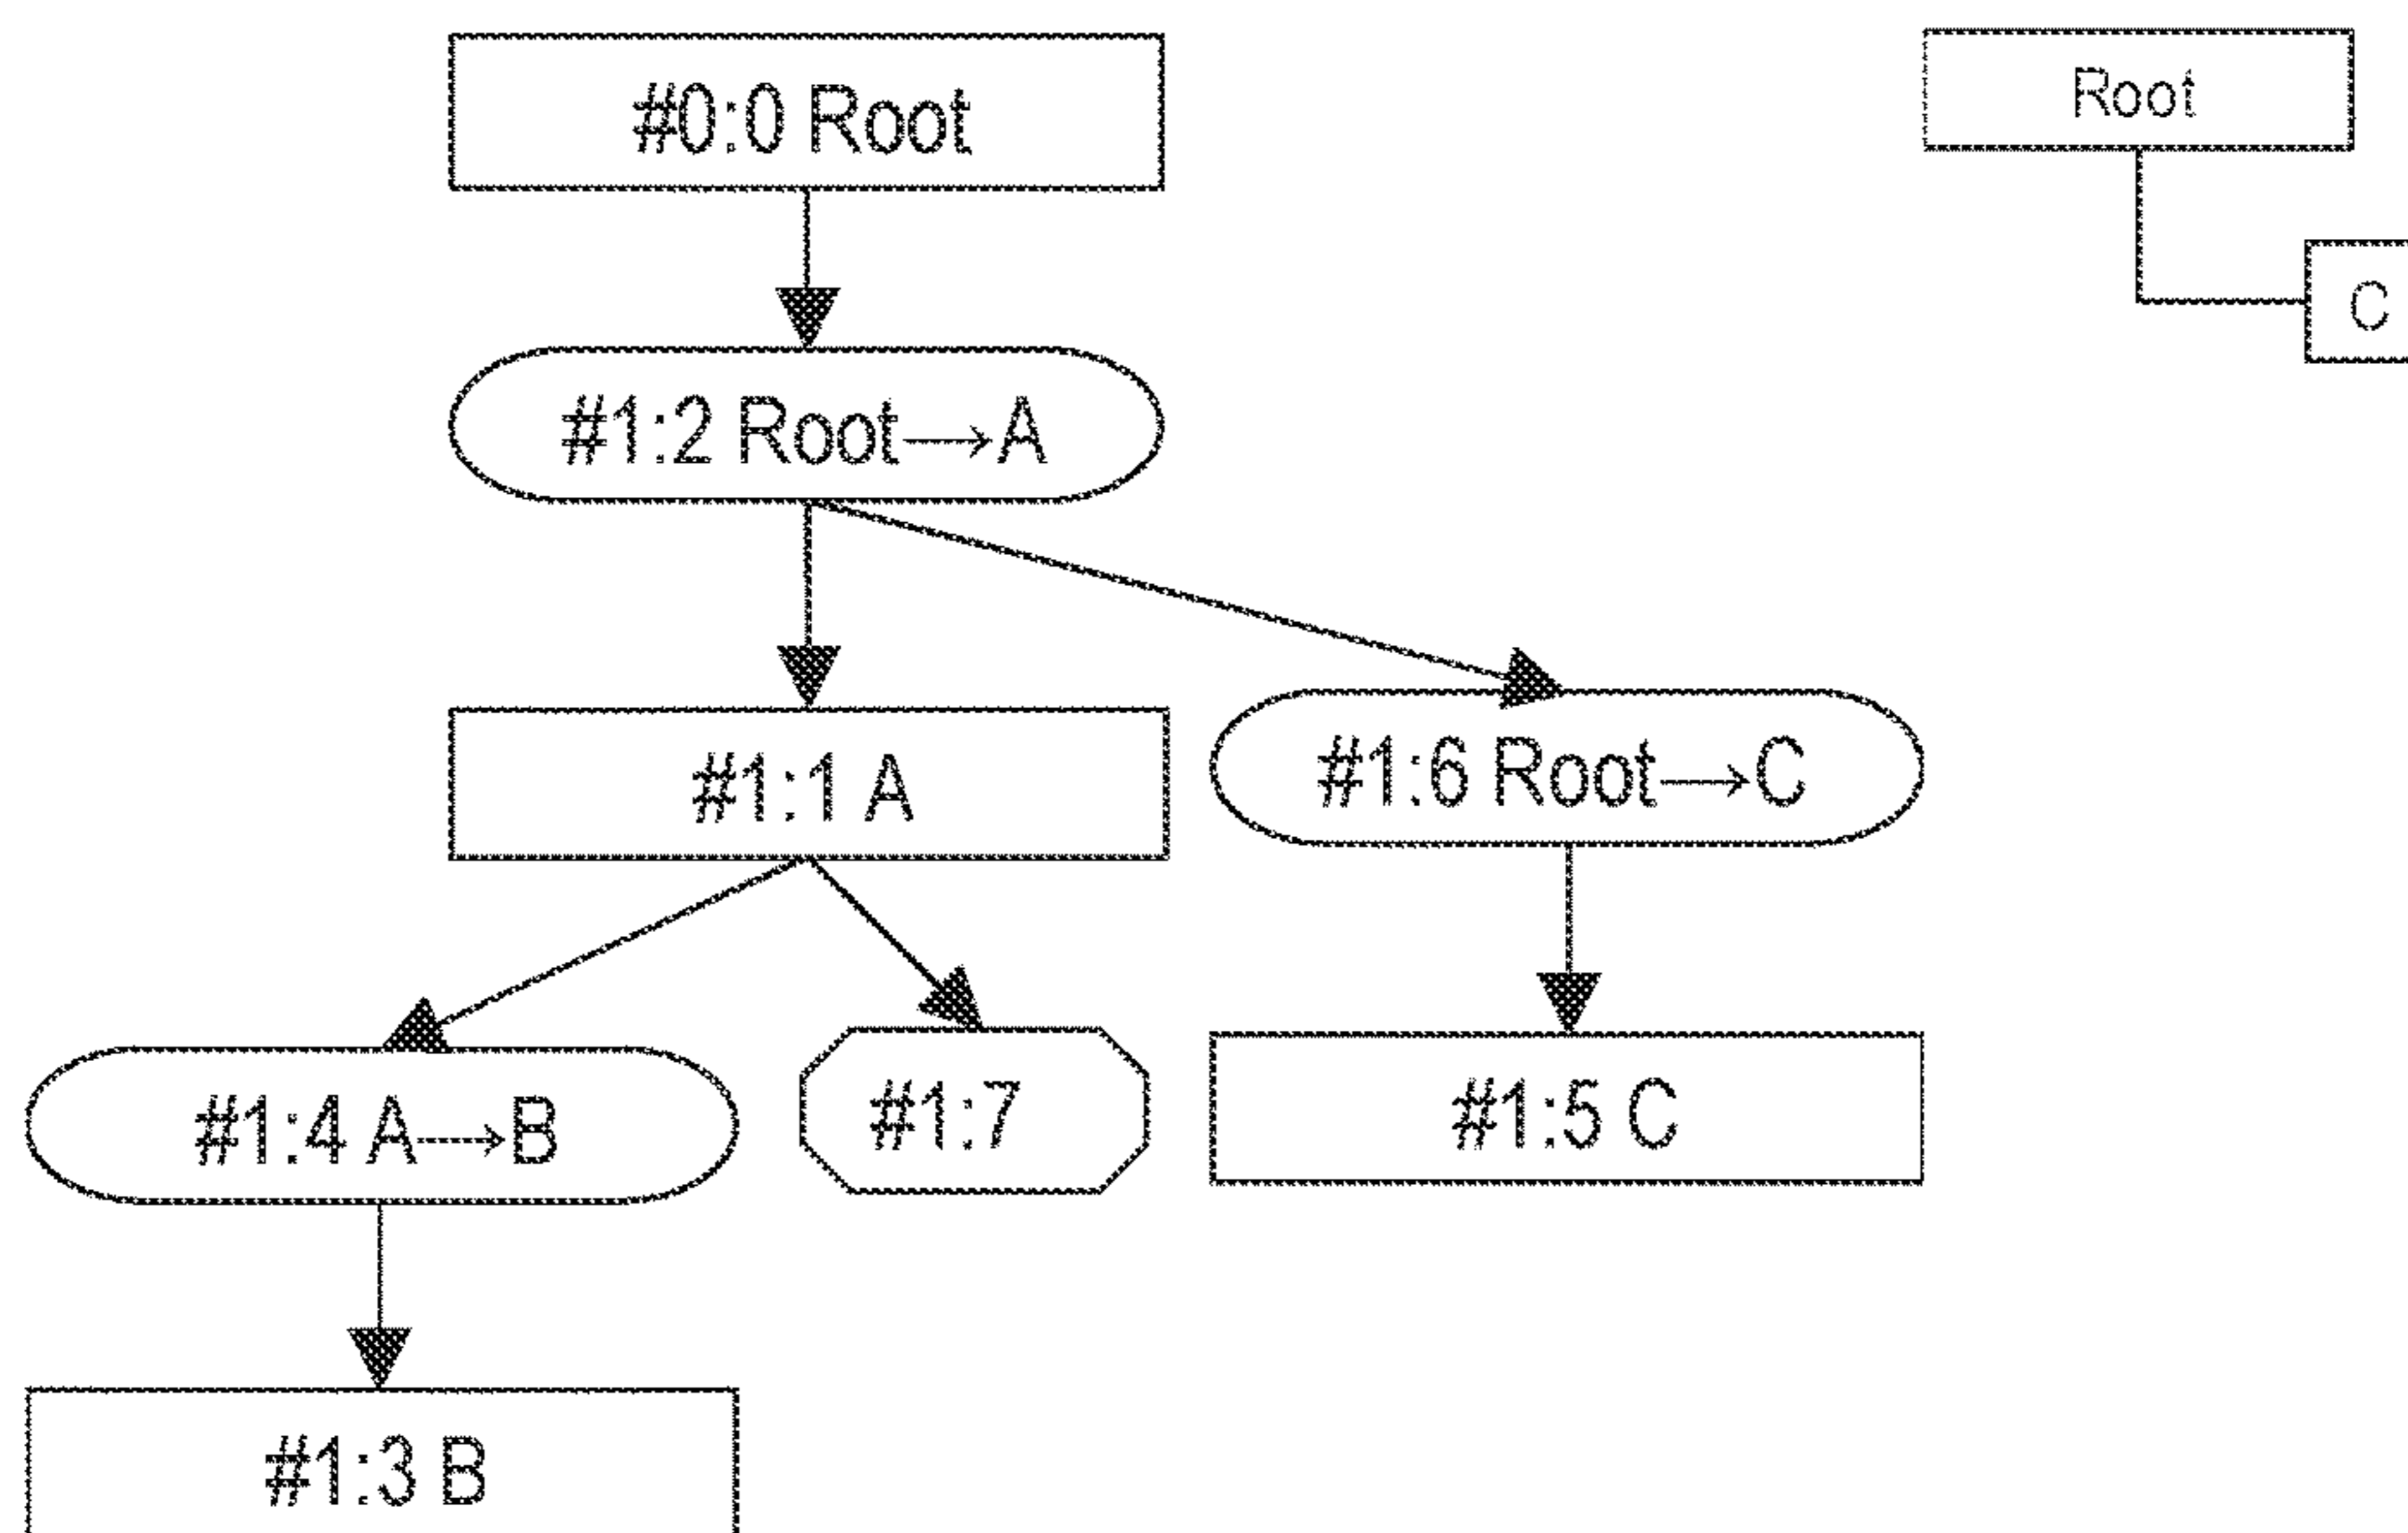 #0:0 Root
Root
C
#1:2 Root→A
#1:1 A
#1:6 Root→C
#1:4 A→B
#1:7
#1:5 C
#1:3 B